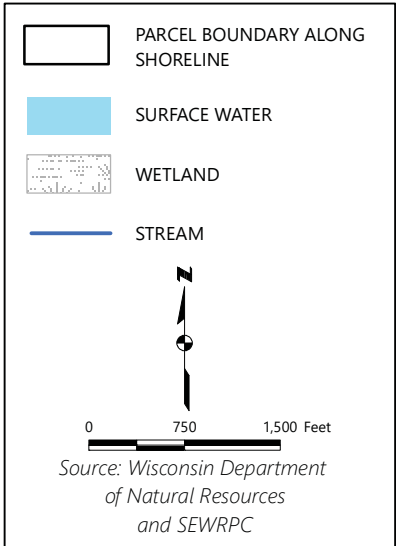 PARCEL BOUNDARY ALONG
SHORELINE
SURFACE WATER
WETLAND
STREAM
N
0 750 1,500 Feet
Source: Wisconsin Department
of Natural Resources
and SEWRPC